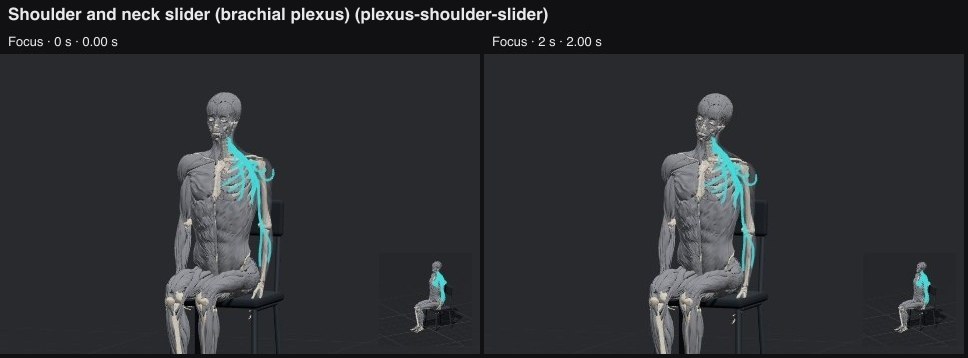 Shoulder and neck slider (brachial plexus) (plexus-shoulder-slider)
Focus · 0 s · 0.00 s
Focus · 2 s · 2.00 s